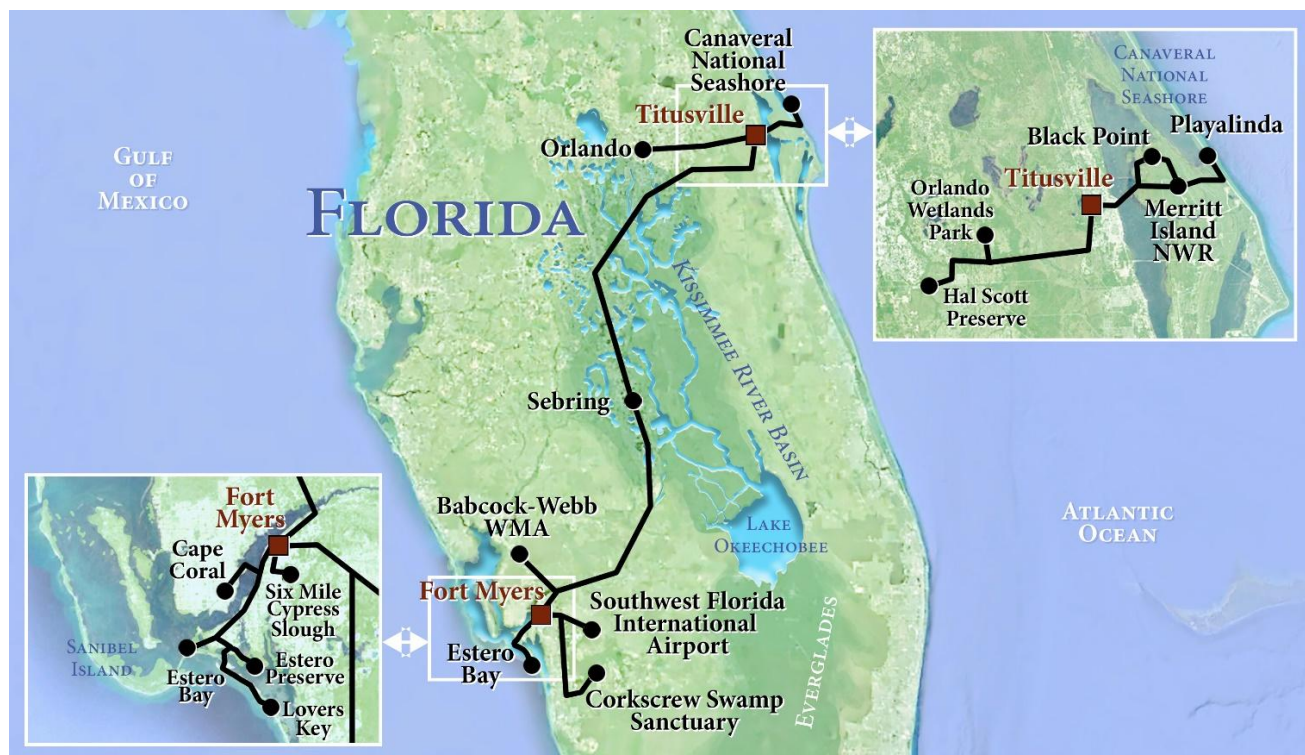 Canaveral
National
Seashore
Titusville
Orlando
Gulf
of
Mexico
Florida
Kissimmee River Basin
Sebring
Babcock-Webb
WMA
Lake
Okeechobee
Atlantic
Ocean
Fort Myers
Southwest Florida
International
Airport
Estero
Bay
Corkscrew Swamp
Sanctuary
Everglades
Canaveral
National
Seashore
Playalinda
Black Point
Titusville
Orlando
Wetlands
Park
Merritt
Island
NWR
Hal Scott
Preserve
Fort
Myers
Cape
Coral
Six Mile
Cypress
Slough
Sanibel
Island
Estero
Bay
Estero
Preserve
Lovers
Key